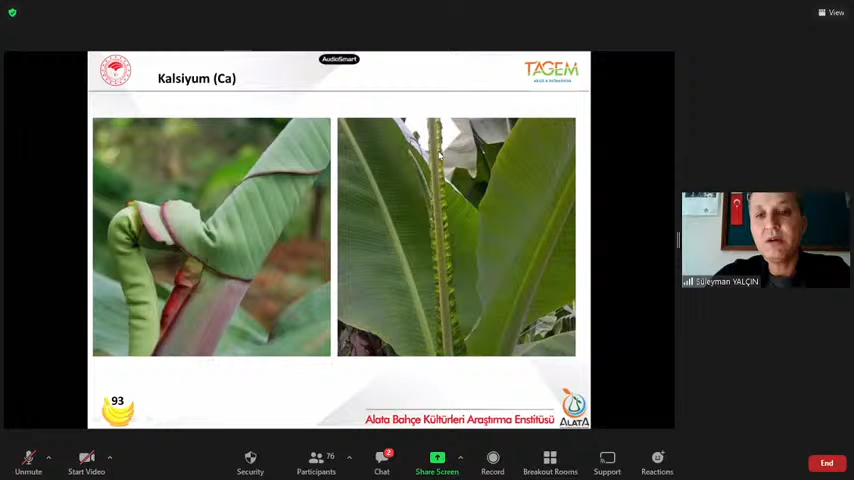 View
AudioSmart
Kalsiyum (Ca)
TAGEM
93
Alata Bahçe Kültürleri Araştırma Enstitüsü
ALATA
Süleyman YALÇIN
Unmute
Start Video
Security
76
Participants
2
Chat
Share Screen
Record
Breakout Rooms
Support
Reactions
End